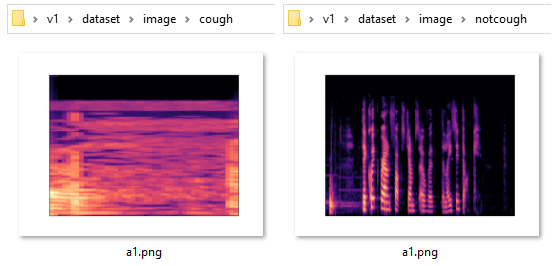 v1 > dataset > image > cough
v1 > dataset > image > notcough
a1.png
a1.png